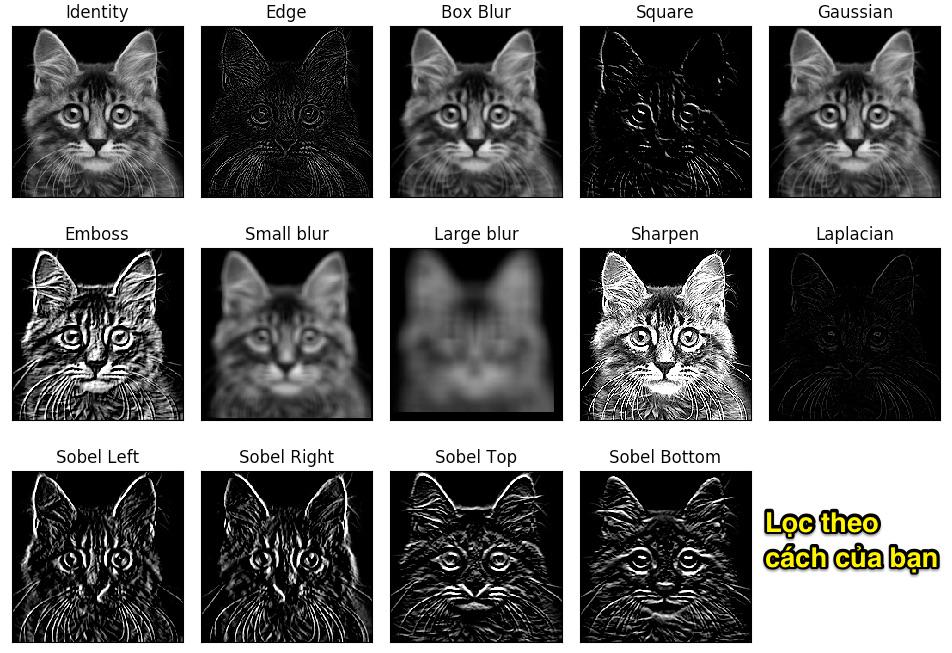 Identity
Edge
Box Blur
Square
Gaussian
Emboss
Small blur
Large blur
Sharpen
Laplacian
Sobel Left
Sobel Right
Sobel Top
Sobel Bottom
Lọc theo
cách của bạn